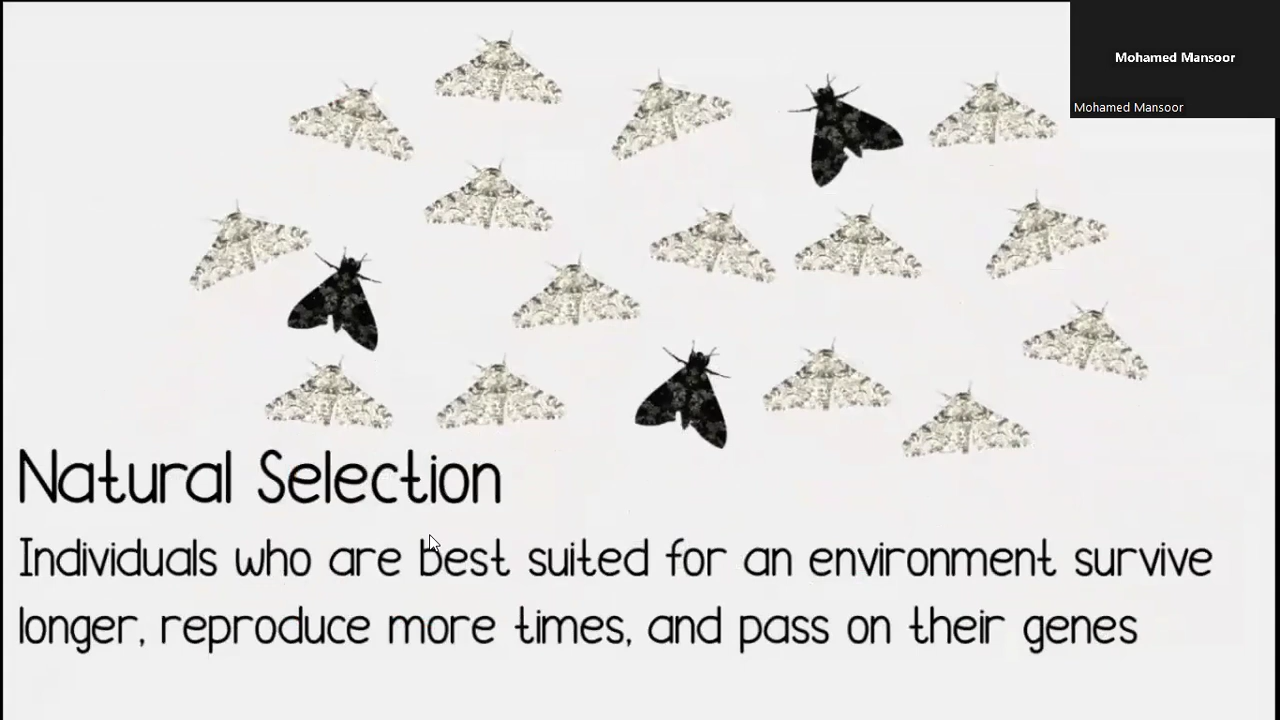 Mohamed Mansoor
Mohamed Mansoor
Natural Selection
Individuals who are best suited for an environment survive
longer, reproduce more times, and pass on their genes